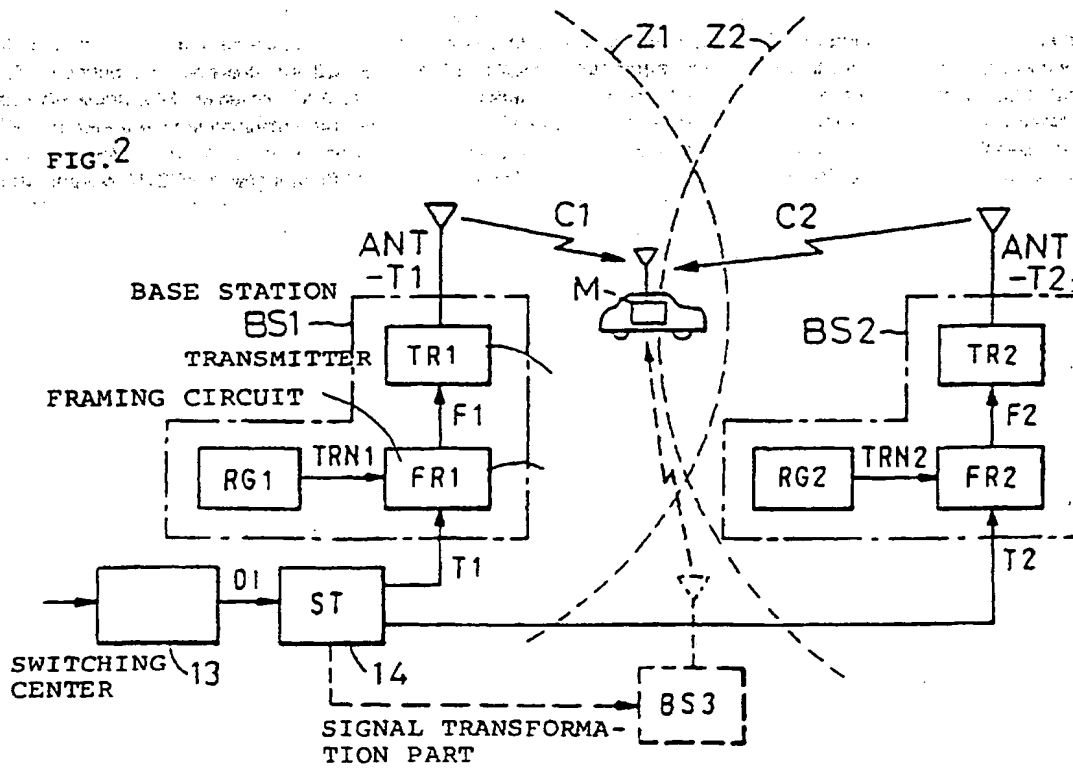 Z1 Z2
FIG. 2
C1 C2
ANT
-T1
ANT
-T2
BASE STATION
BS1
M
BS2
TRANSMITTER
TR1
TR2
FRAMING CIRCUIT
F1
F2
RG1 TRN1 FR1
RG2 TRN2 FR2
T1
T2
DI
ST
SWITCHING
CENTER
13
14
BS3
SIGNAL TRANSFORMA-
TION PART